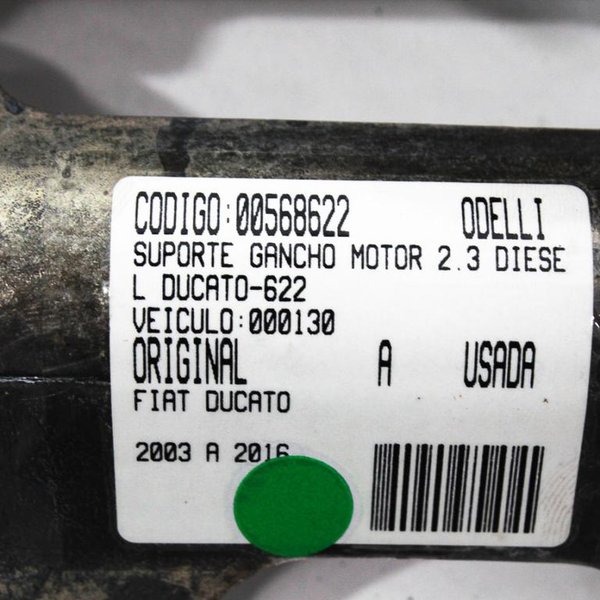 CODIGO:00568622 ODELLI
SUPORTE GANCHO MOTOR 2.3 DIESE
L DUCATO-622
VEICULO:000130
ORIGINAL A USADA
FIAT DUCATO
2003 A 2016